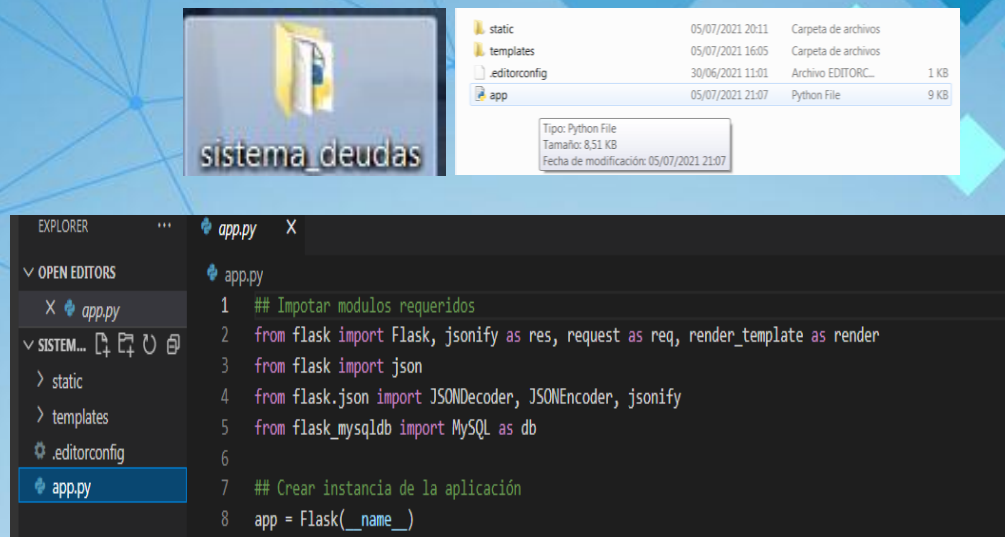 sistema_deudas
static 05/07/2021 20:11 Carpeta de archivos
templates 05/07/2021 16:05 Carpeta de archivos
.editorconfig 30/06/2021 11:01 Archivo EDITORC... 1 KB
app 05/07/2021 21:07 Python File 9 KB
Tipo: Python File
Tamaño: 8,51 KB
Fecha de modificación: 05/07/2021 21:07
EXPLORER ...
OPEN EDITORS
X app.py
SISTEM...
static
templates
.editorconfig
app.py
app.py X
app.py
1 ## Impotar modulos requeridos
2 from flask import Flask, jsonify as res, request as req, render_template as render
3 from flask import json
4 from flask.json import JSONDecoder, JSONEncoder, jsonify
5 from flask_mysqldb import MySQL as db
6
7 ## Crear instancia de la aplicación
8 app = Flask(__name__)